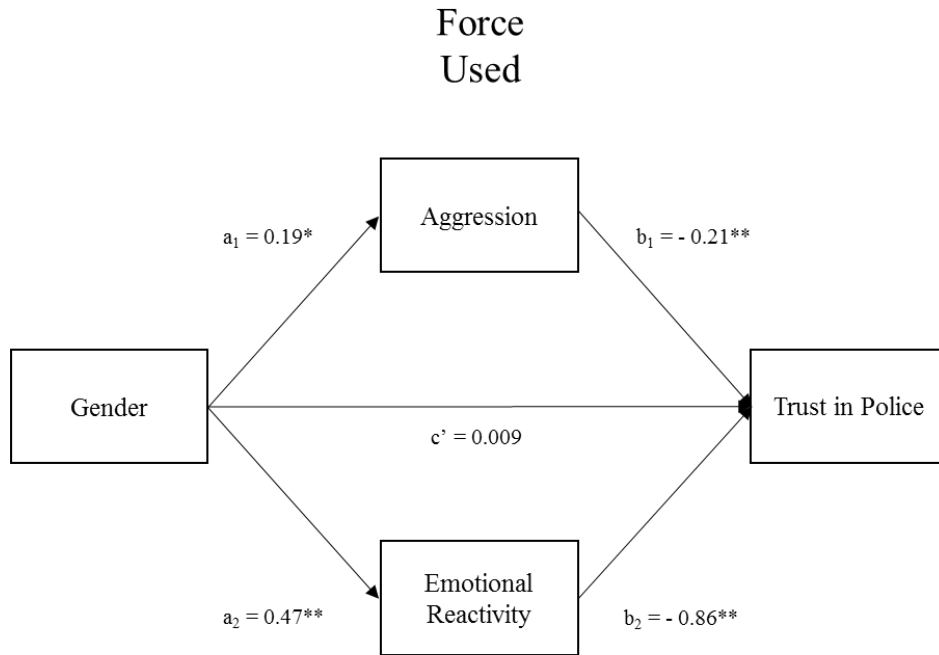 Force
Used
Aggression
a₁ = 0.19*
b₁ = - 0.21**
Gender
Trust in Police
c’ = 0.009
Emotional
Reactivity
a₂ = 0.47**
b₂ = - 0.86**